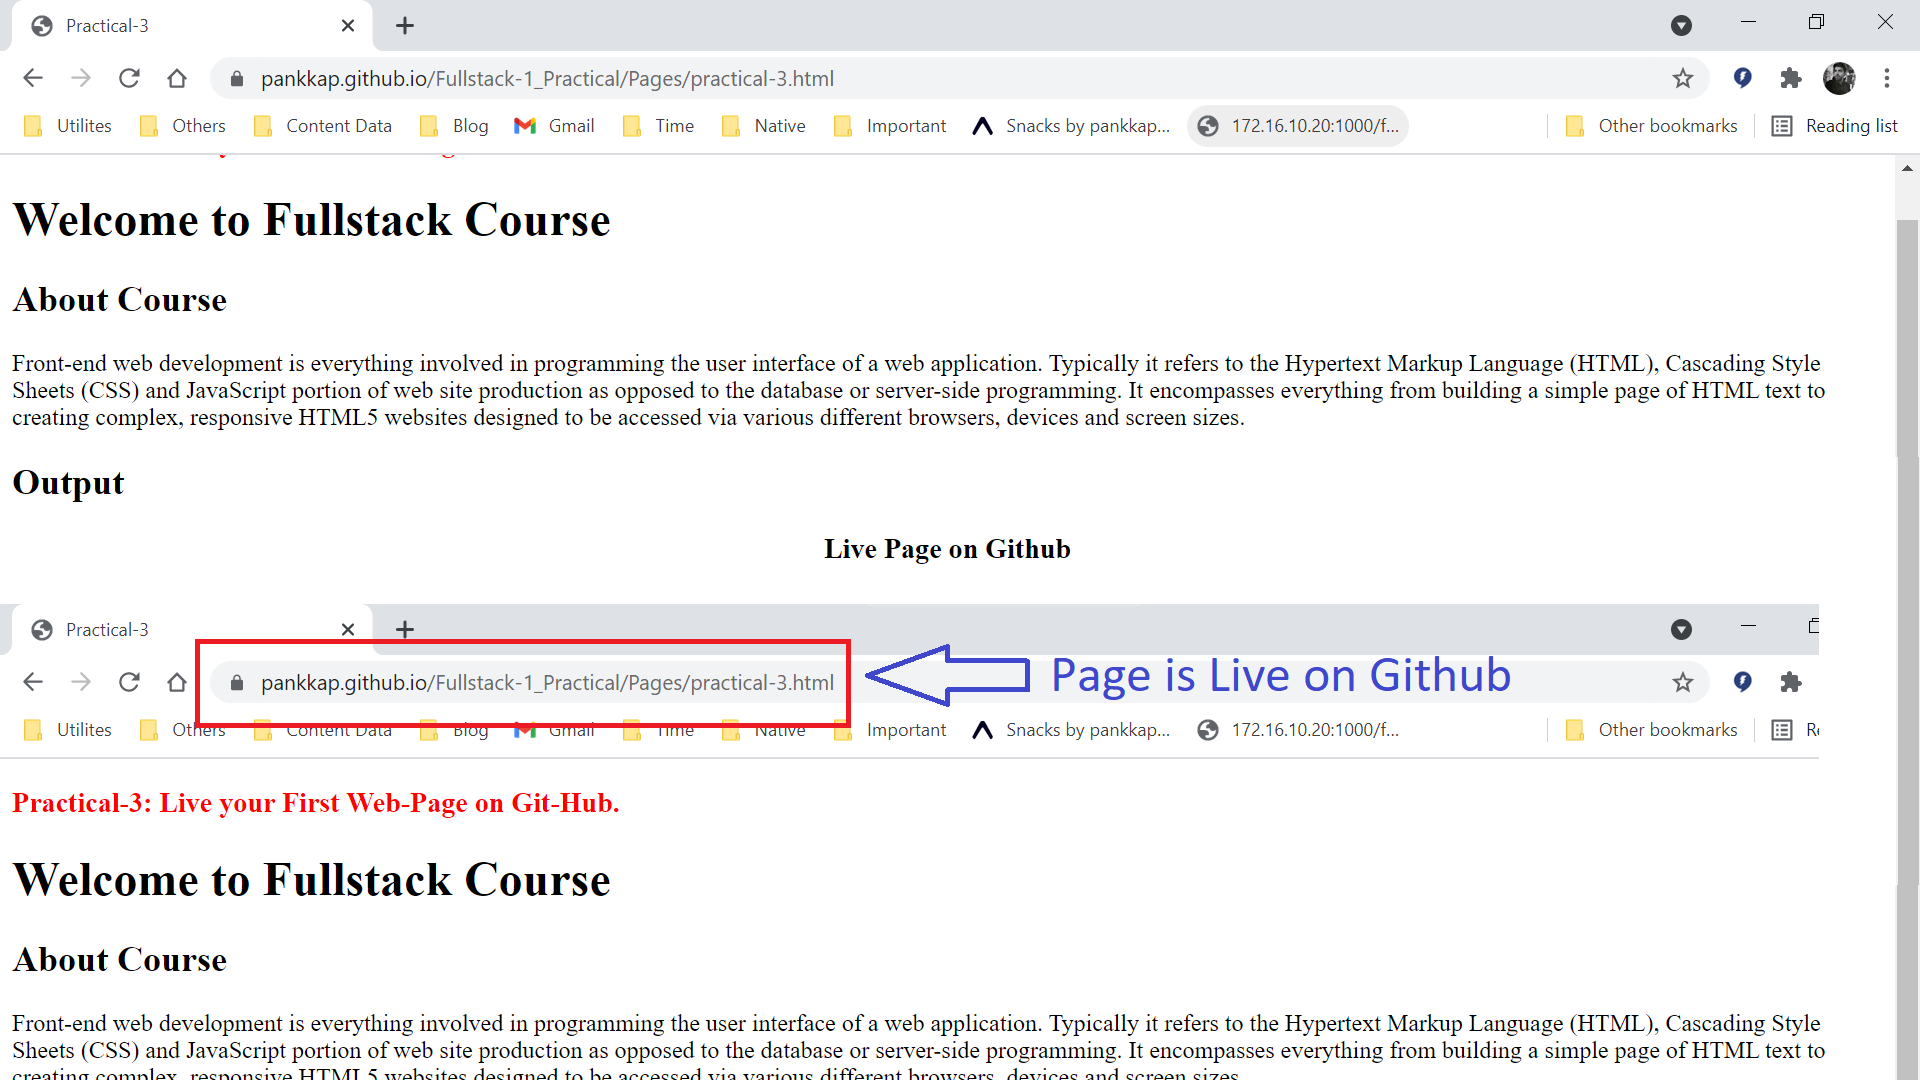 Practical-3
pankkap.github.io/Fullstack-1_Practical/Pages/practical-3.html
Utilites Others Content Data Blog Gmail Time Native Important Snacks by pankkap... 172.16.10.20:1000/f... Other bookmarks Reading list
Welcome to Fullstack Course
About Course
Front-end web development is everything involved in programming the user interface of a web application. Typically it refers to the Hypertext Markup Language (HTML), Cascading Style
Sheets (CSS) and JavaScript portion of web site production as opposed to the database or server-side programming. It encompasses everything from building a simple page of HTML text to
creating complex, responsive HTML5 websites designed to be accessed via various different browsers, devices and screen sizes.
Output
Live Page on Github
Practical-3
pankkap.github.io/Fullstack-1_Practical/Pages/practical-3.html Page is Live on Github
Utilites Others Content Data Blog Gmail Time Native Important Snacks by pankkap... 172.16.10.20:1000/f... Other bookmarks
Practical-3: Live your First Web-Page on Git-Hub.
Welcome to Fullstack Course
About Course
Front-end web development is everything involved in programming the user interface of a web application. Typically it refers to the Hypertext Markup Language (HTML), Cascading Style
Sheets (CSS) and JavaScript portion of web site production as opposed to the database or server-side programming. It encompasses everything from building a simple page of HTML text to
creating complex, responsive HTML5 websites designed to be accessed via various different browsers, devices and screen sizes.